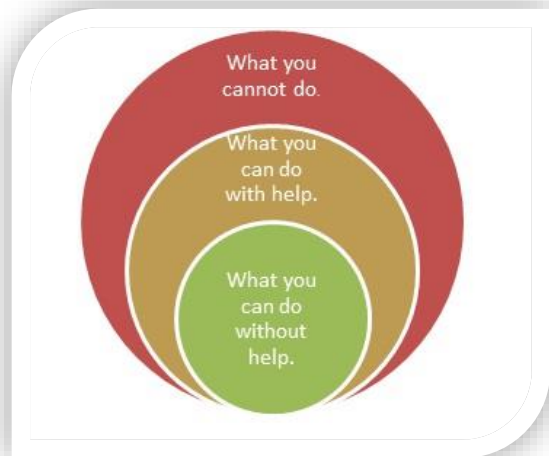 What you
cannot do.
What you
can do
with help.
What you
can do
without
help.